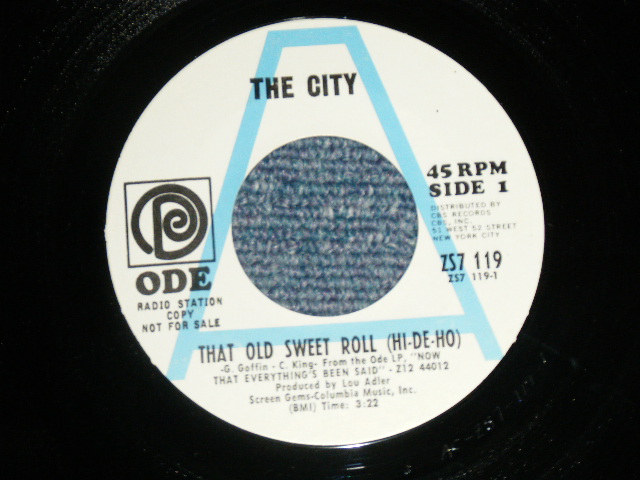 THE CITY
45 RPM
SIDE 1
DISTRIBUTED BY
CBS RECORDS
CBS, INC.
51 WEST 52 STREET
NEW YORK CITY
ZS7 119
ZS7 119-1
ODE
RADIO STATION
COPY
NOT FOR SALE
THAT OLD SWEET ROLL (HI-DE-HO)
-G. Goffin - C. King- From the Ode LP, "NOW
THAT EVERYTHING'S BEEN SAID" - Z12 44012
Produced by Lou Adler
Screen Gems-Columbia Music, Inc.
(BMI) Time: 3:22